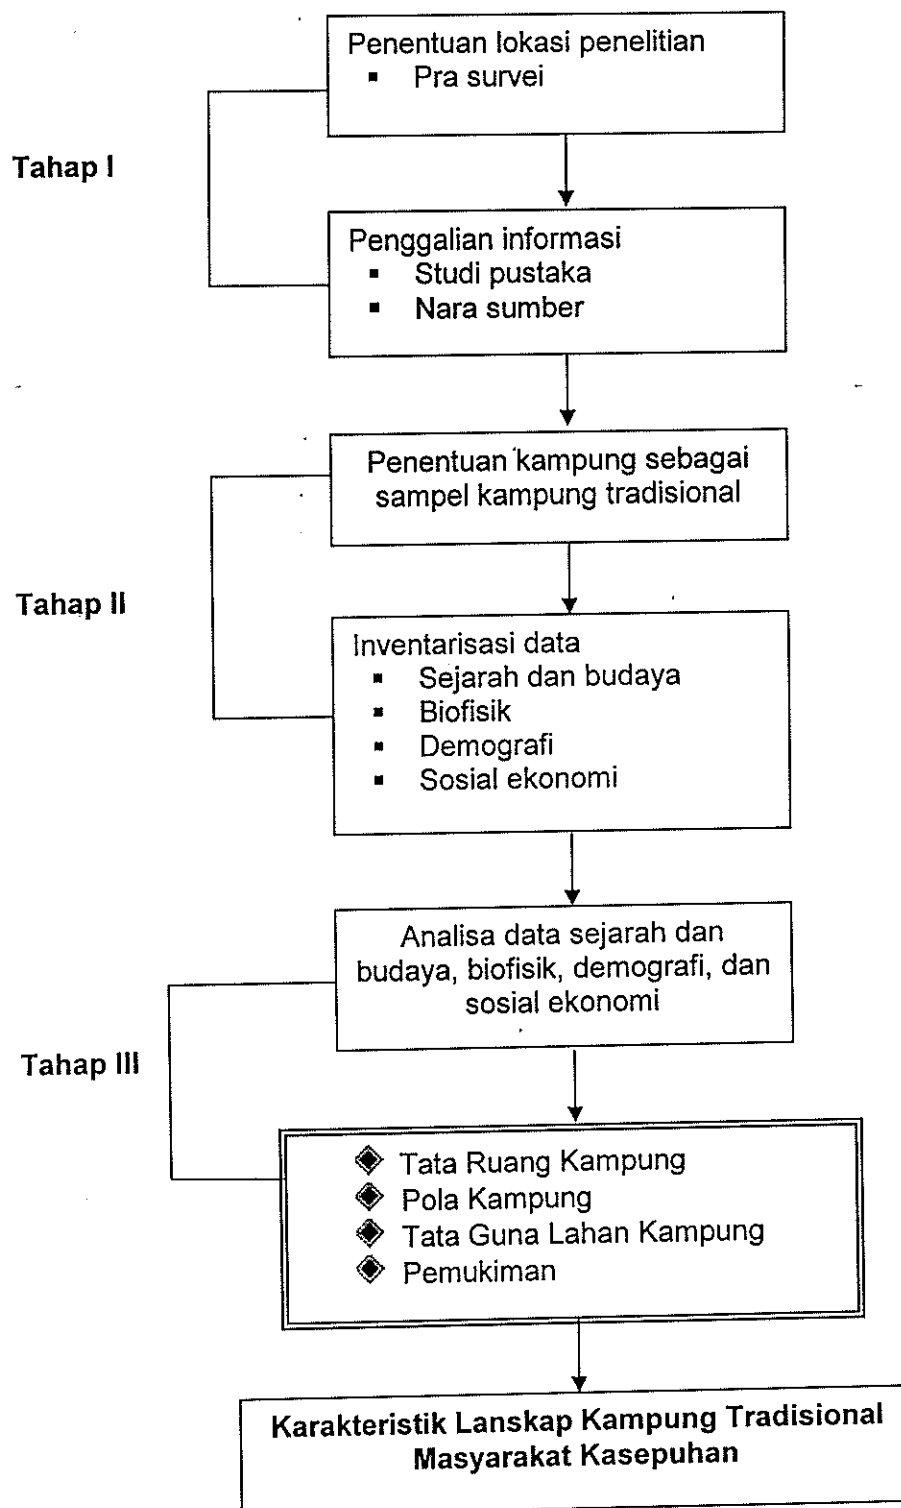 Penentuan lokasi penelitian
▪ Pra survei
Tahap I
Penggalian informasi
▪ Studi pustaka
▪ Nara sumber
Penentuan kampung sebagai
sampel kampung tradisional
Tahap II
Inventarisasi data
▪ Sejarah dan budaya
▪ Biofisik
▪ Demografi
▪ Sosial ekonomi
Analisa data sejarah dan
budaya, biofisik, demografi, dan
sosial ekonomi
Tahap III
◈ Tata Ruang Kampung
◈ Pola Kampung
◈ Tata Guna Lahan Kampung
◈ Pemukiman
Karakteristik Lanskap Kampung Tradisional
Masyarakat Kasepuhan